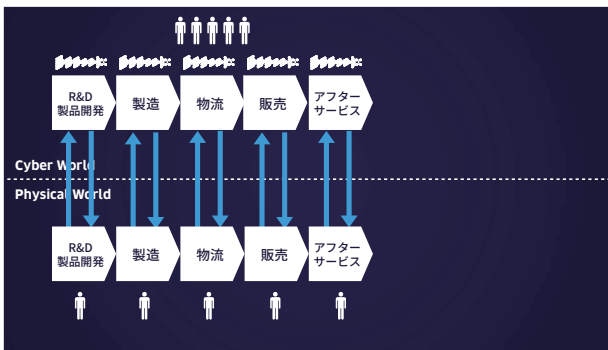 R&D
製品開発
製造
物流
販売
アフター
サービス
Cyber World
Physical World
R&D
製品開発
製造
物流
販売
アフター
サービス